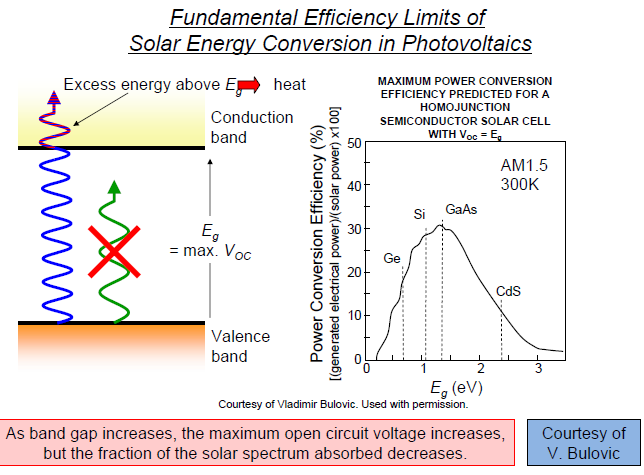 Fundamental Efficiency Limits of
Solar Energy Conversion in Photovoltaics
Excess energy above Eg heat
Conduction
band
Eg
= max. VOC
Valence
band
MAXIMUM POWER CONVERSION
EFFICIENCY PREDICTED FOR A
HOMOJUNCTION
SEMICONDUCTOR SOLAR CELL
WITH VOC = Eg
Power Conversion Efficiency (%)
[(generated electrical power)/(solar power) x100]
50
40
30
20
10
0
AM1.5
300K
Si
GaAs
Ge
CdS
0
1
2
3
Eg (eV)
Courtesy of Vladimir Bulovic. Used with permission.
As band gap increases, the maximum open circuit voltage increases,
but the fraction of the solar spectrum absorbed decreases.
Courtesy of
V. Bulovic